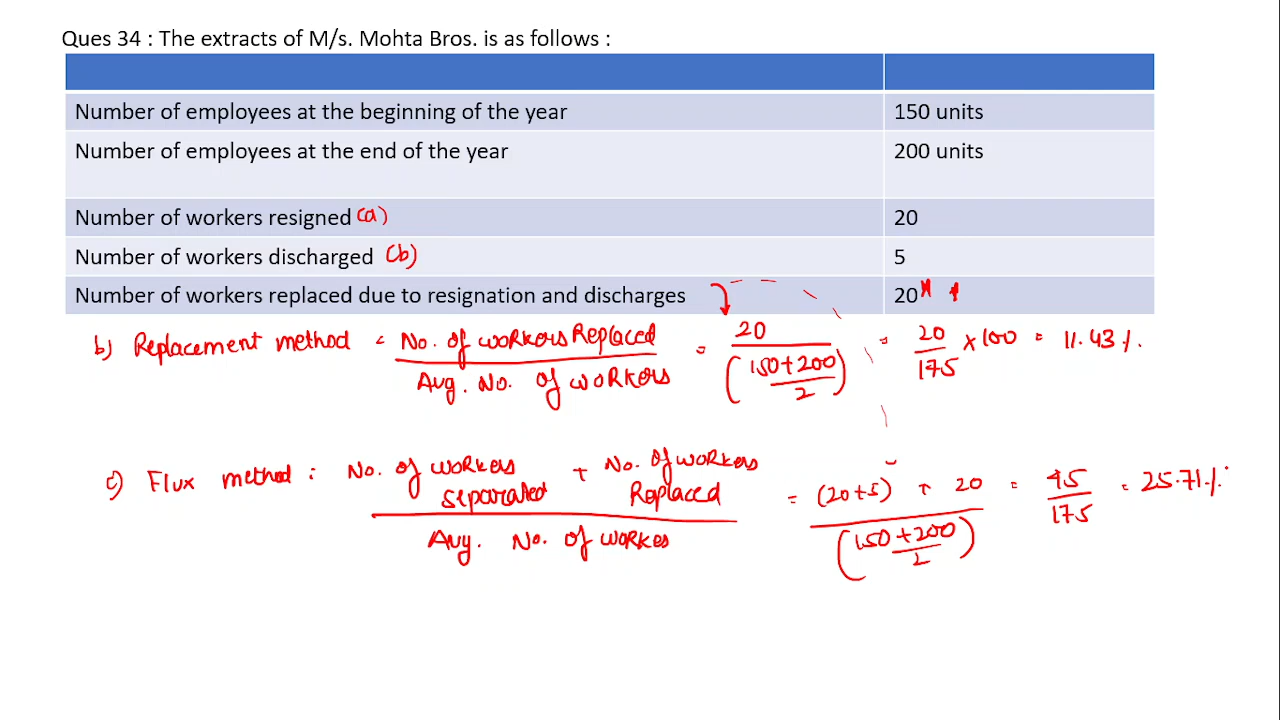 Ques 34 : The extracts of M/s. Mohta Bros. is as follows :
Number of employees at the beginning of the year 150 units
Number of employees at the end of the year 200 units
Number of workers resigned (a) 20
Number of workers discharged (b) 5
Number of workers replaced due to resignation and discharges 20
b) Replacement method = No. of workers Replaced / Avg. No. of workers = 20 / (150+200 / 2) = 20 / 175 x 100 = 11.43%.
c) Flux method : No. of workers separated + No. of workers Replaced / Avg. No. of workes = (20+5) + 20 / (150+200 / 2) = 45 / 175 = 25.71%.